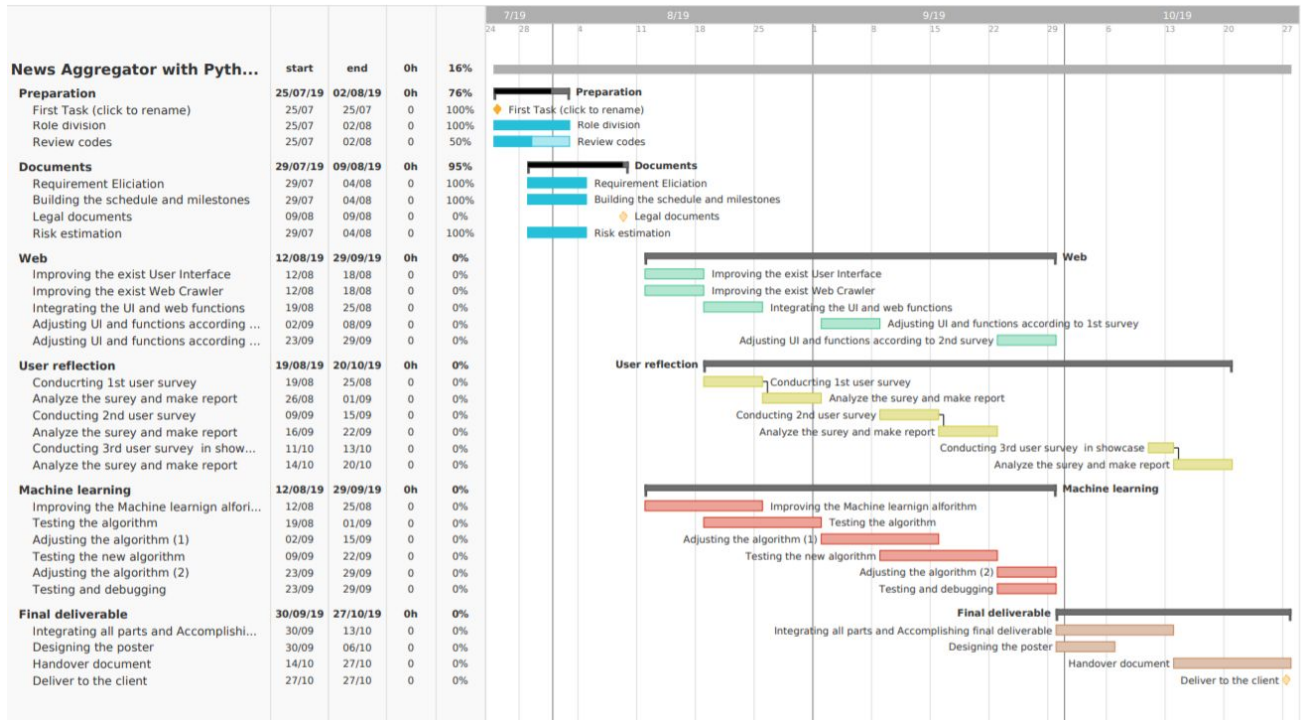 7/19 8/19 9/19 10/19
24 28 4 11 18 25 1 8 15 22 29 6 13 20 27
News Aggregator with Pyth... start end 0h 16%
Preparation 25/07/19 02/08/19 0h 76% Preparation
First Task (click to rename) 25/07 25/07 0 100% First Task (click to rename)
Role division 25/07 02/08 0 100% Role division
Review codes 25/07 02/08 0 50% Review codes
Documents 29/07/19 09/08/19 0h 95% Documents
Requirement Eliciation 29/07 04/08 0 100% Requirement Eliciation
Building the schedule and milestones 29/07 04/08 0 100% Building the schedule and milestones
Legal documents 09/08 09/08 0 0% Legal documents
Risk estimation 29/07 04/08 0 100% Risk estimation
Web 12/08/19 29/09/19 0h 0% Web
Improving the exist User Interface 12/08 18/08 0 0% Improving the exist User Interface
Improving the exist Web Crawler 12/08 18/08 0 0% Improving the exist Web Crawler
Integrating the UI and web functions 19/08 25/08 0 0% Integrating the UI and web functions
Adjusting UI and functions according ... 02/09 08/09 0 0% Adjusting UI and functions according to 1st survey
Adjusting UI and functions according ... 23/09 29/09 0 0% Adjusting UI and functions according to 2nd survey
User reflection 19/08/19 20/10/19 0h 0% User reflection
Conducrting 1st user survey 19/08 25/08 0 0% Conducrting 1st user survey
Analyze the surey and make report 26/08 01/09 0 0% Analyze the surey and make report
Conducting 2nd user survey 09/09 15/09 0 0% Conducting 2nd user survey
Analyze the surey and make report 16/09 22/09 0 0% Analyze the surey and make report
Conducting 3rd user survey in show... 11/10 13/10 0 0% Conducting 3rd user survey in showcase
Analyze the surey and make report 14/10 20/10 0 0% Analyze the surey and make report
Machine learning 12/08/19 29/09/19 0h 0% Machine learning
Improving the Machine learnign alfori... 12/08 25/08 0 0% Improving the Machine learnign alforithm
Testing the algorithm 19/08 01/09 0 0% Testing the algorithm
Adjusting the algorithm (1) 02/09 15/09 0 0% Adjusting the algorithm (1)
Testing the new algorithm 09/09 22/09 0 0% Testing the new algorithm
Adjusting the algorithm (2) 23/09 29/09 0 0% Adjusting the algorithm (2)
Testing and debugging 23/09 29/09 0 0% Testing and debugging
Final deliverable 30/09/19 27/10/19 0h 0% Final deliverable
Integrating all parts and Accomplishi... 30/09 13/10 0 0% Integrating all parts and Accomplishing final deliverable
Designing the poster 30/09 06/10 0 0% Designing the poster
Handover document 14/10 27/10 0 0% Handover document
Deliver to the client 27/10 27/10 0 0% Deliver to the client